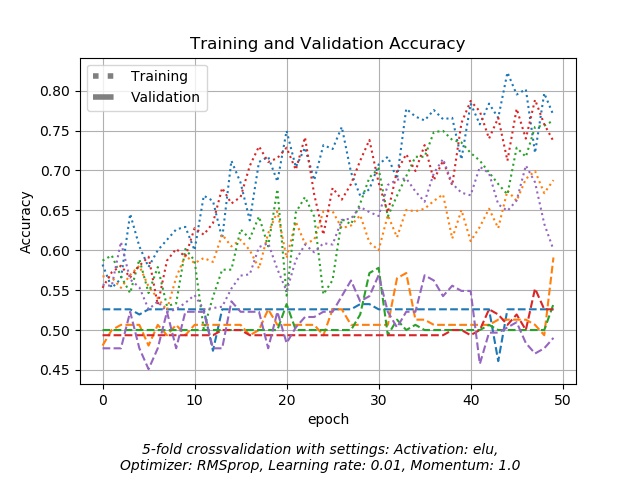 Training and Validation Accuracy
Training
Validation
0.80
0.75
0.70
0.65
0.60
0.55
0.50
0.45
Accuracy
0 10 20 30 40 50
epoch
5-fold crossvalidation with settings: Activation: elu,
Optimizer: RMSprop, Learning rate: 0.01, Momentum: 1.0